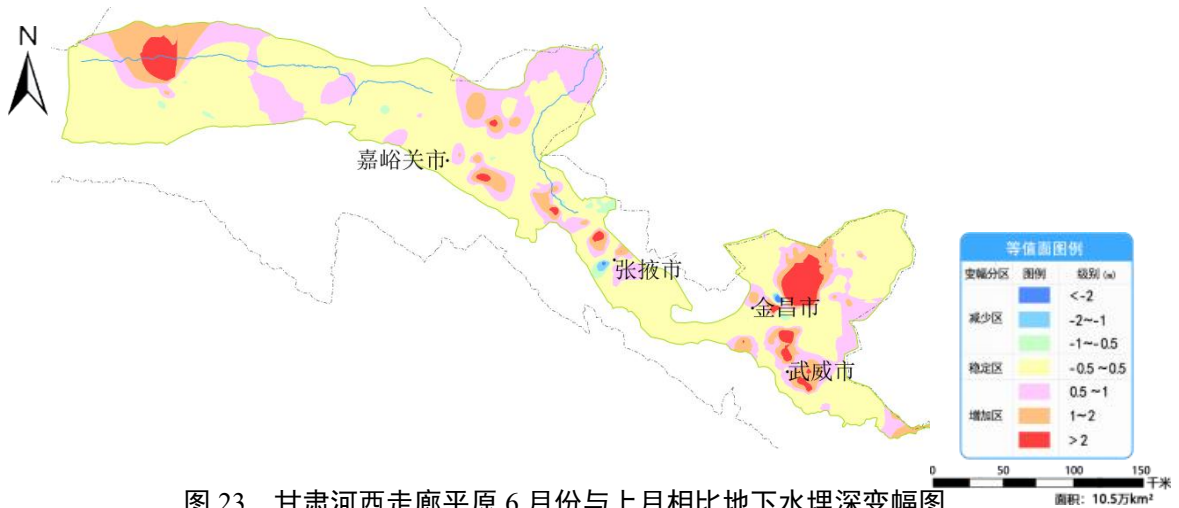 N
嘉峪关市
张掖市
金昌市
武威市
等值面图例
变幅分区 图例 级别 (m)
减少区
<-2
-2~-1
-1~-0.5
稳定区
-0.5~0.5
增加区
0.5~1
1~2
>2
0 50 100 150
千米
面积：10.5万km²
图 23 甘肃河西走廊平原 6 月份与上月相比地下水埋深变幅图